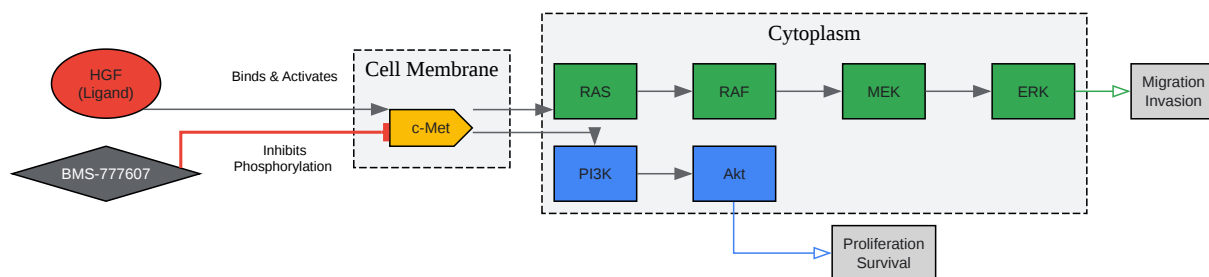 HGF
(Ligand)
BMS-777607
Binds & Activates
Inhibits
Phosphorylation
Cell Membrane
c-Met
Cytoplasm
RAS
RAF
MEK
ERK
PI3K
Akt
Migration
Invasion
Proliferation
Survival